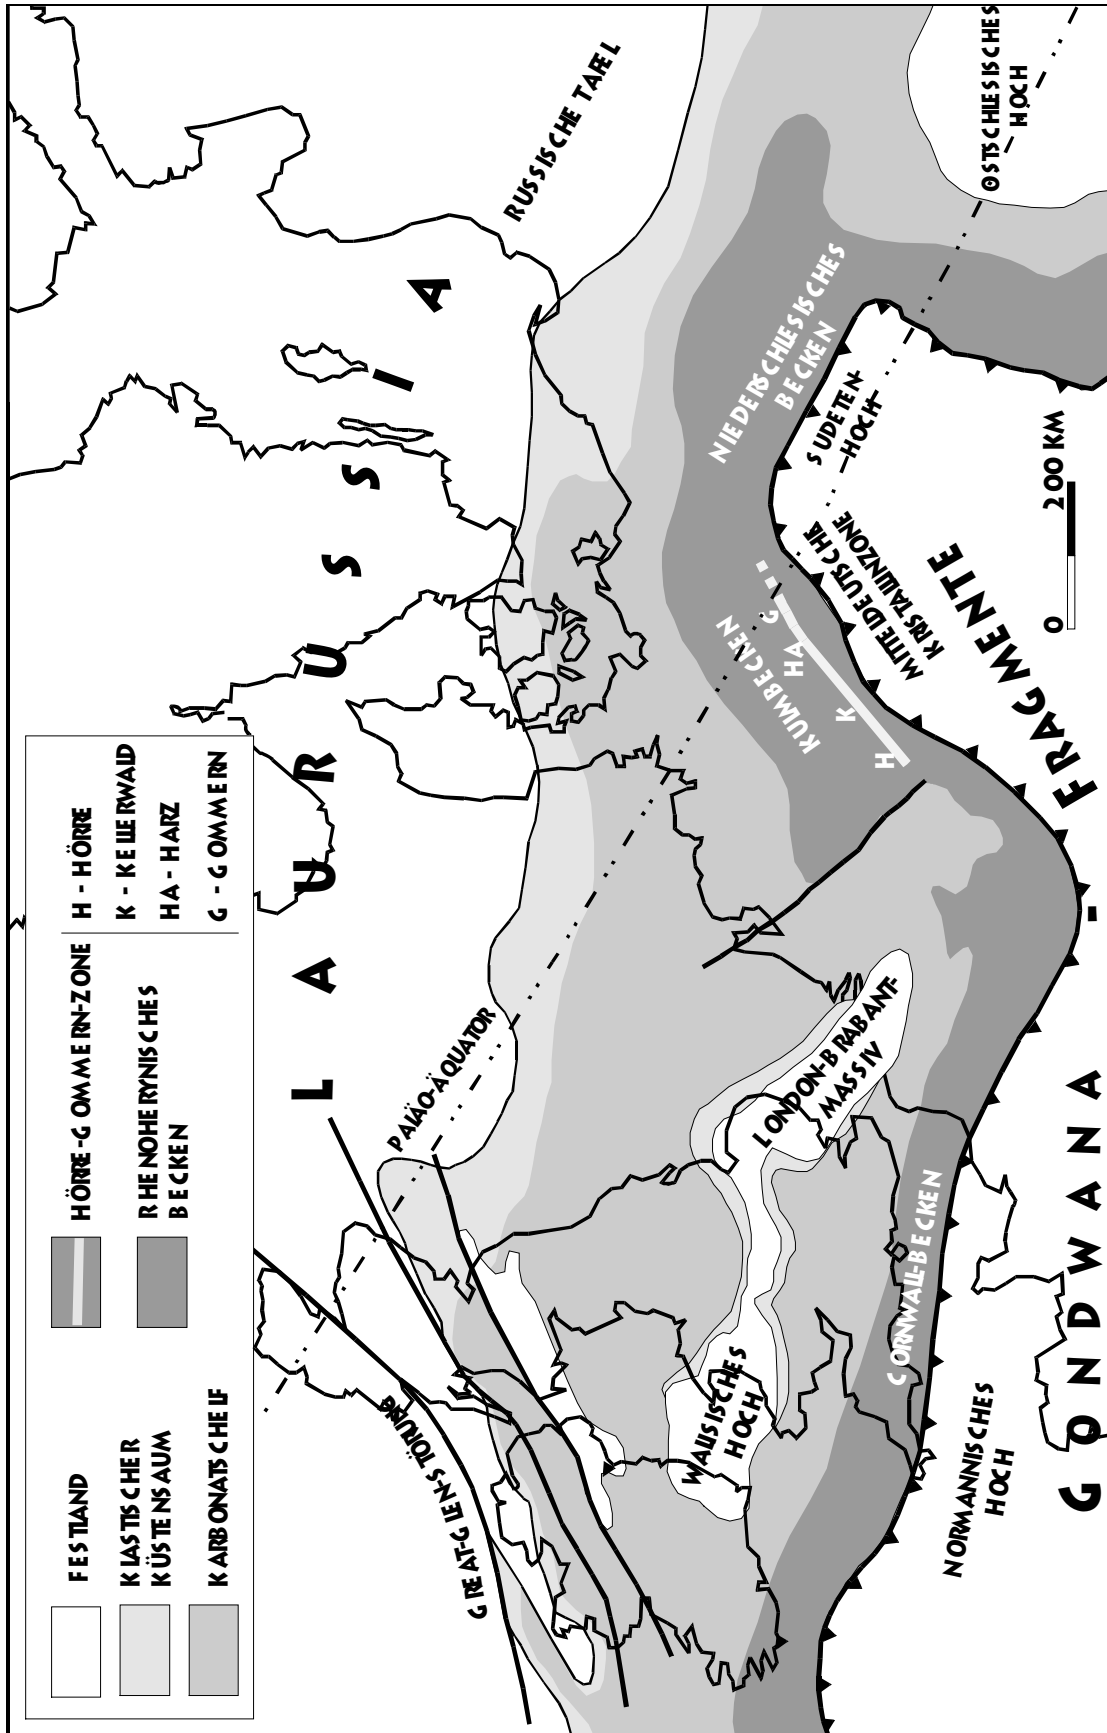 FESTLAND
KLASTISCHER
KÜSTENSAUM
KARBONATSCHELF
HÖRRE-GOMMERN-ZONE
RHENOHERYNISCHES
BECKEN
H - HÖRRE
K - KELLERWALD
HA - HARZ
G - GOMMERN
LAURUSSIA
RUSSISCHE TAFEL
PALÄO-ÄQUATOR
GREAT-GLEN-STÖRUNG
OSTSCHLESISCHES
HOCH
NIEDERSCHLESISCHES
BECKEN
SUDETEN-
HOCH
KULMBECKEN
G
HA
K
H
MITTELDEUTSCHE
KRISTALLINZONE
LONDON-BRABANT-
MASSIV
WALISISCHES
HOCH
CORNWALL-BECKEN
NORMANNISCHES
HOCH
GONDWANA - FRAGMENTE
0 200 KM